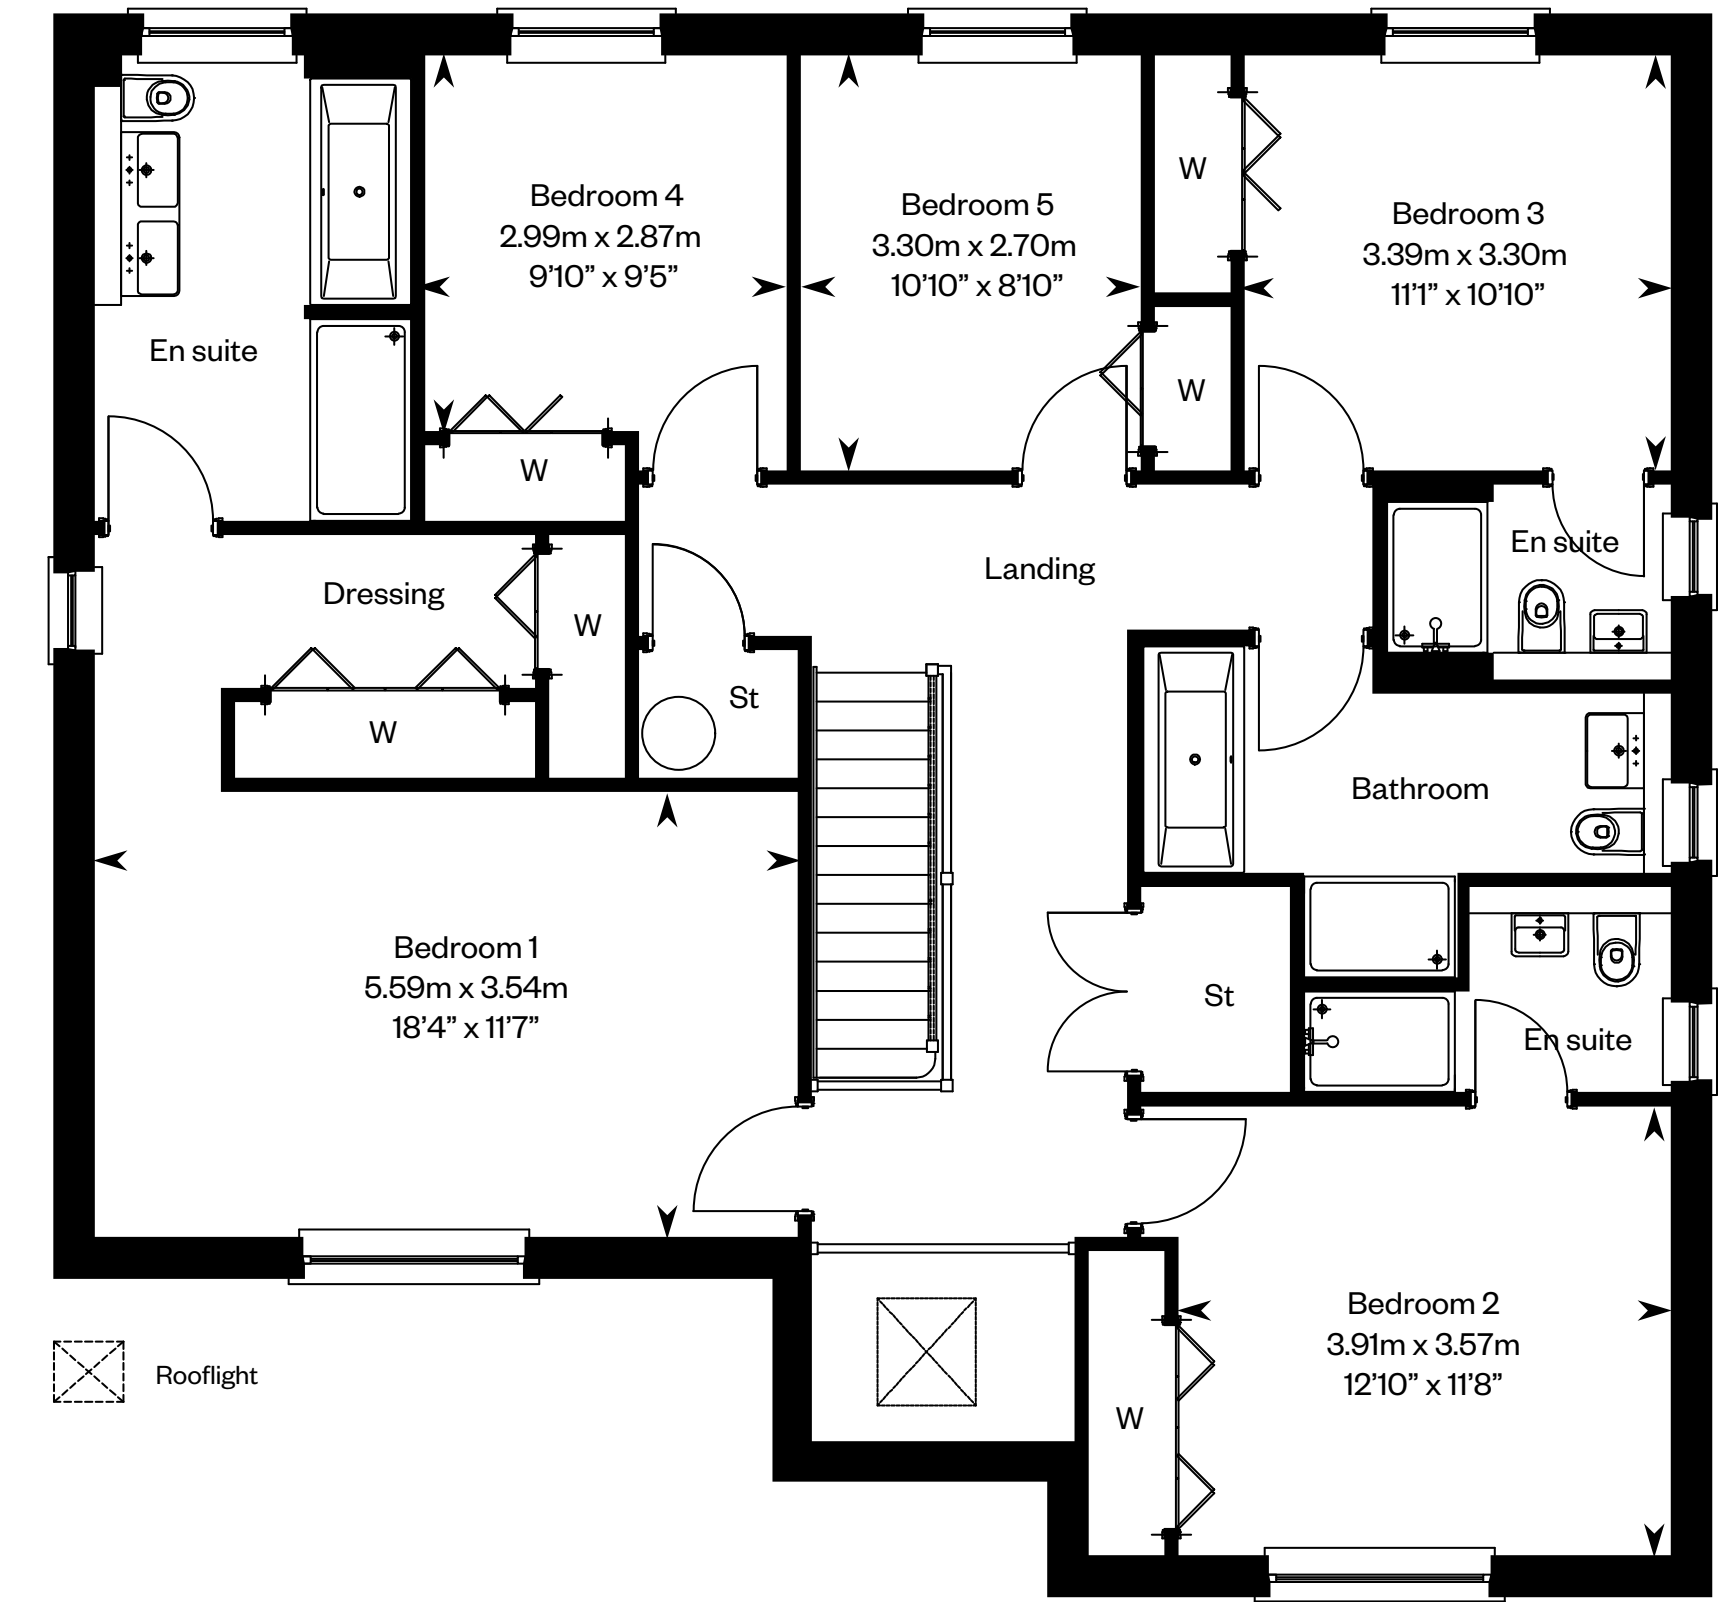 Bedroom 4
2.99m x 2.87m
9’10” x 9’5”
Bedroom 5
3.30m x 2.70m
10’10” x 8’10”
W
Bedroom 3
3.39m x 3.30m
11’1” x 10’10”
En suite
W
W
En suite
Landing
Dressing
W
W
St
Bathroom
Bedroom 1
5.59m x 3.54m
18’4” x 11’7”
St
En suite
Bedroom 2
3.91m x 3.57m
12’10” x 11’8”
W
Rooflight